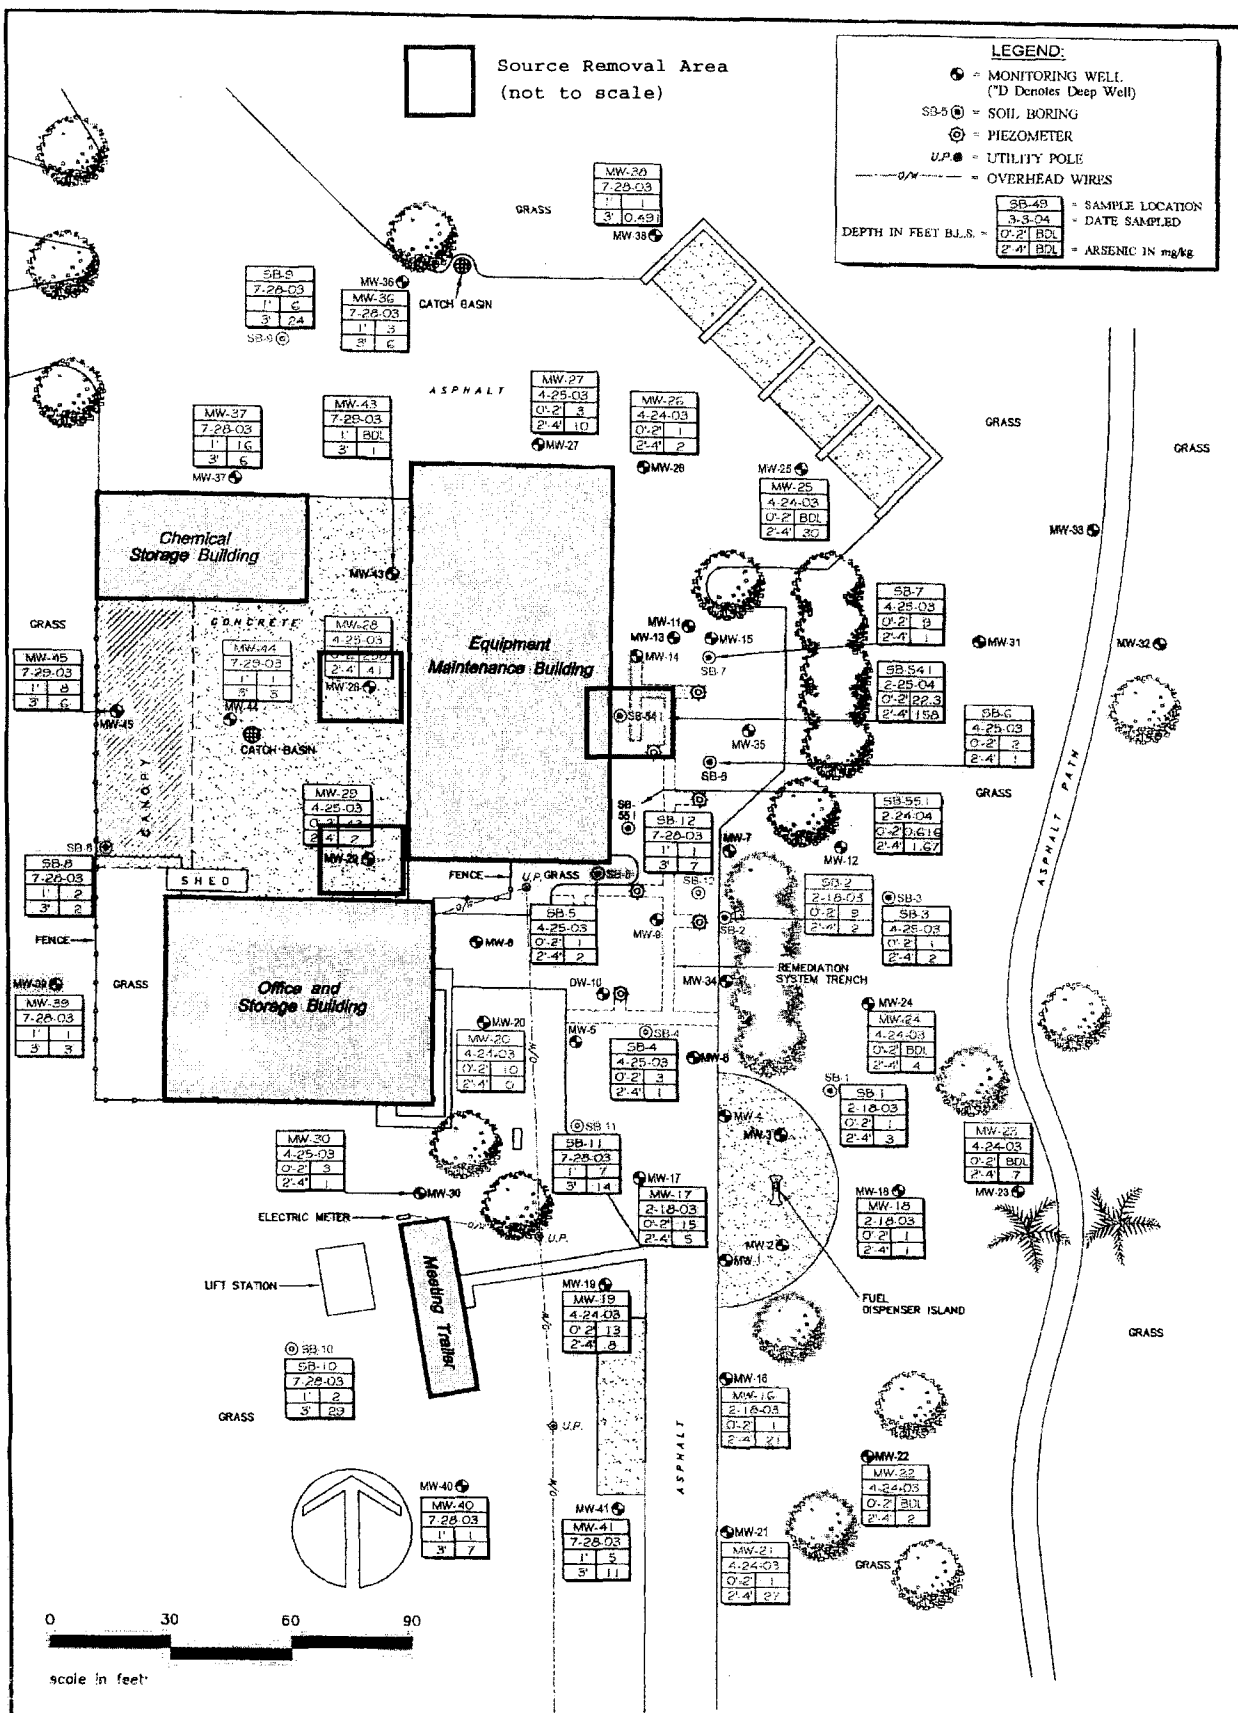 Source Removal Area
(not to scale)
LEGEND:
= MONITORING WELL
("D Denotes Deep Well)
SB-5 = SOIL BORING
= PIEZOMETER
U.P. = UTILITY POLE
O/W = OVERHEAD WIRES
SB-49 = SAMPLE LOCATION
3-3-04 = DATE SAMPLED
DEPTH IN FEET B.L.S. = 0'-2' BDL
2'-4' BDL = ARSENIC IN mg/kg
MW-38
7-28-03
1' 1
3' 0.491
MW-38
GRASS
SB-9
7-28-03
1' 6
3' 24
SB-9
MW-36
MW-36
7-28-03
1' 3
3' 6
CATCH BASIN
ASPHALT
MW-27
4-25-03
0'-2' 3
2'-4' 10
MW-27
MW-26
4-24-03
0'-2' 1
2'-4' 2
MW-26
MW-37
7-28-03
1' 16
3' 6
MW-37
MW-43
7-29-03
1' BDL
3' 1
MW-43
GRASS
GRASS
MW-25
MW-25
4-24-03
0'-2' BDL
2'-4' 30
MW-33
Chemical
Storage Building
Equipment
Maintenance Building
CONCRETE
GRASS
MW-45
7-29-03
1' 8
3' 6
MW-45
MW-44
7-29-03
1' 1
3' 3
MW-44
CATCH BASIN
CANOPY
MW-28
4-25-03
2'-4' 41
MW-28
MW-11
MW-13
MW-15
MW-14
SB-7
SB-7
4-25-03
0'-2' 9
2'-4' 1
MW-31
MW-32
SB-541
2-25-04
0'-2' 22.3
2'-4' 158
SB-541
SB-6
4-25-03
0'-2' 2
2'-4' 1
MW-35
SB-6
GRASS
ASPHALT PATH
MW-29
4-25-03
2'-4' 2
MW-29
SB-551
SB-12
7-28-03
1' 1
3' 7
SB-12
SB-551
2-24-04
0'-2' 0.616
2'-4' 1.67
MW-7
MW-12
SB-8
SB-8
7-28-03
1' 2
3' 2
SHED
FENCE
U.P.
GRASS
O/W
SB-5
4-25-03
0'-2' 1
2'-4' 2
MW-6
MW-9
SB-2
SB-2
2-18-03
0'-2' 9
2'-4' 2
SB-3
SB-3
4-25-03
0'-2' 1
2'-4' 2
FENCE
GRASS
MW-39
MW-39
7-28-03
1' 1
3' 3
Office and
Storage Building
REMEDIATION
SYSTEM TRENCH
DW-10
MW-34
MW-20
MW-20
4-24-03
0'-2' 10
2'-4' 0
MW-5
SB-4
SB-4
4-25-03
0'-2' 3
2'-4' 1
MW-8
MW-24
MW-24
4-24-03
0'-2' BDL
2'-4' 4
SB-1
SB-1
2-18-03
0'-2' 1
2'-4' 3
MW-4
MW-3
MW-30
4-25-03
0'-2' 3
2'-4' 1
MW-30
SB-11
SB-11
7-28-03
1' 7
3' 14
MW-17
MW-17
2-18-03
0'-2' 15
2'-4' 5
MW-23
4-24-03
0'-2' BDL
2'-4' 7
MW-23
MW-18
MW-18
2-18-03
0'-2' 1
2'-4' 1
ELECTRIC METER
U.P.
MW-2
MW-1
LIFT STATION
Meeting Trailer
FUEL
DISPENSER ISLAND
MW-19
MW-19
4-24-03
0'-2' 13
2'-4' 8
GRASS
SB-10
SB-10
7-28-03
1' 2
3' 29
GRASS
MW-16
MW-16
2-18-03
0'-2' 1
2'-4' 21
U.P.
ASPHALT
MW-22
MW-22
4-24-03
0'-2' BDL
2'-4' 2
MW-40
MW-40
7-28-03
1' 1
3' 7
MW-41
MW-41
7-28-03
1' 5
3' 11
MW-21
MW-21
4-24-03
0'-2' 1
2'-4' 27
GRASS
0 30 60 90
scale in feet